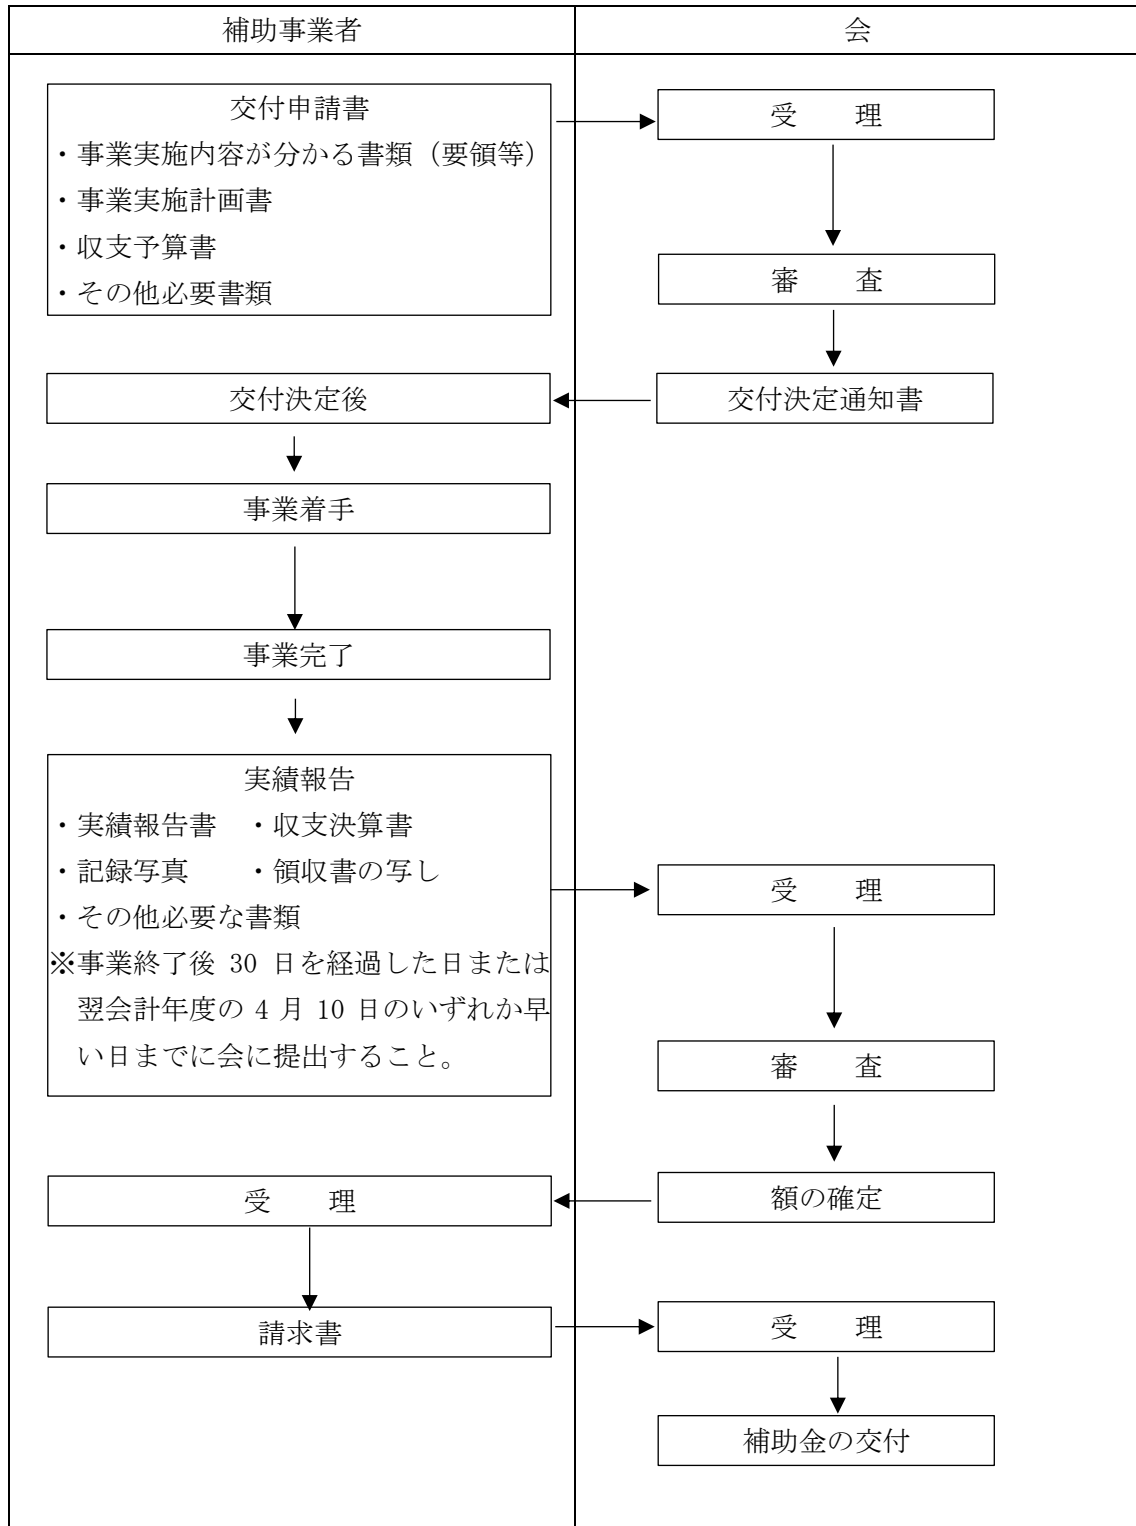 補助事業者
会
交付申請書
・事業実施内容が分かる書類（要領等）
・事業実施計画書
・収支予算書
・その他必要書類
受　　理
審　　査
交付決定通知書
交付決定後
事業着手
事業完了
実績報告
・実績報告書　・収支決算書
・記録写真　　・領収書の写し
・その他必要な書類
※事業終了後 30 日を経過した日または
翌会計年度の 4 月 10 日のいずれか早
い日までに会に提出すること。
受　　理
審　　査
額の確定
受　　理
請求書
受　　理
補助金の交付